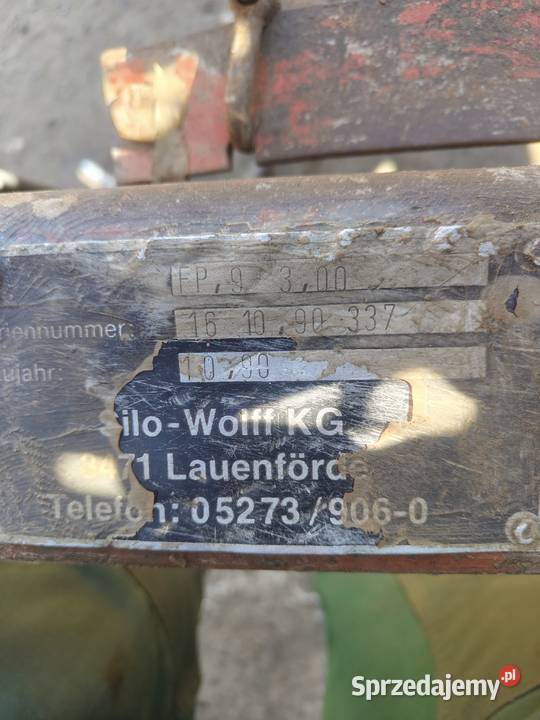 FP,9 3,00
riennummer: 16 10,90 337
ujahr: 10,90
ilo-Wolff KG
71 Lauenförde
Telefon: 05273/906-0
Sprzedajemy.pl